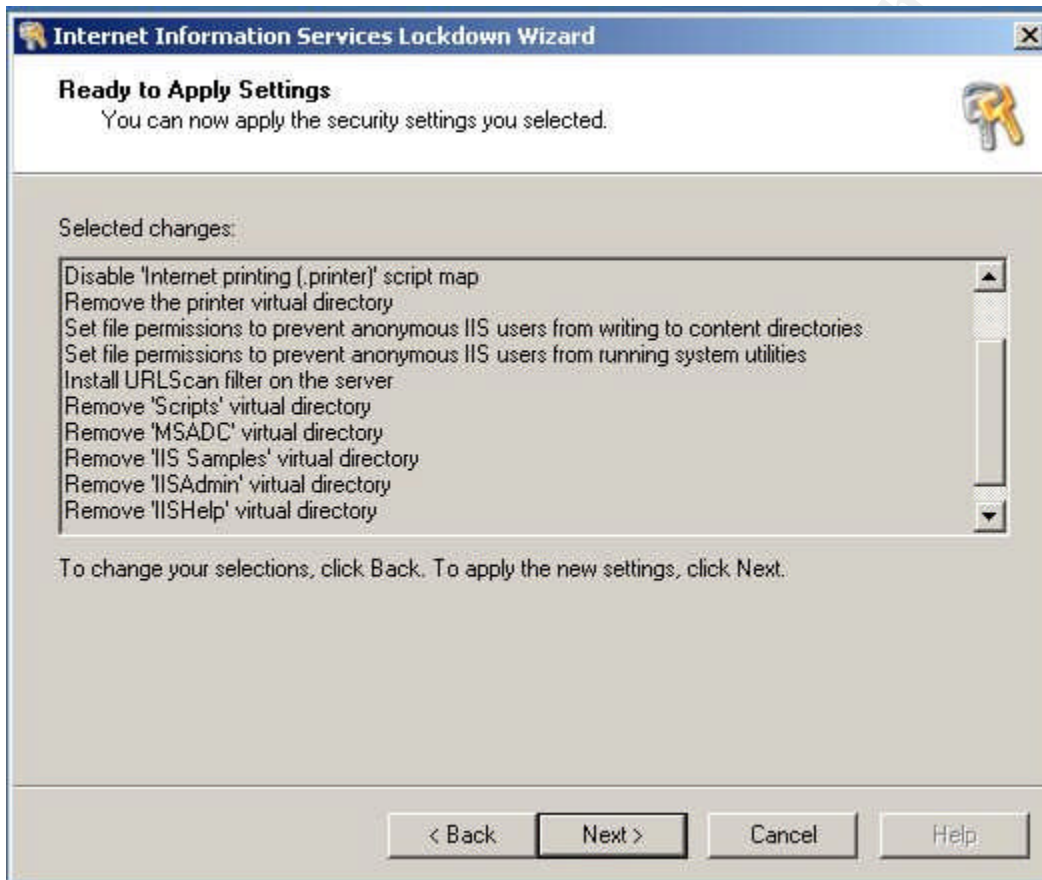 Internet Information Services Lockdown Wizard
Ready to Apply Settings
You can now apply the security settings you selected.
Selected changes:
Disable 'Internet printing (.printer)' script map
Remove the printer virtual directory
Set file permissions to prevent anonymous IIS users from writing to content directories
Set file permissions to prevent anonymous IIS users from running system utilities
Install URLScan filter on the server
Remove 'Scripts' virtual directory
Remove 'MSADC' virtual directory
Remove 'IIS Samples' virtual directory
Remove 'IISAdmin' virtual directory
Remove 'IISHelp' virtual directory
To change your selections, click Back. To apply the new settings, click Next.
< Back Next > Cancel Help